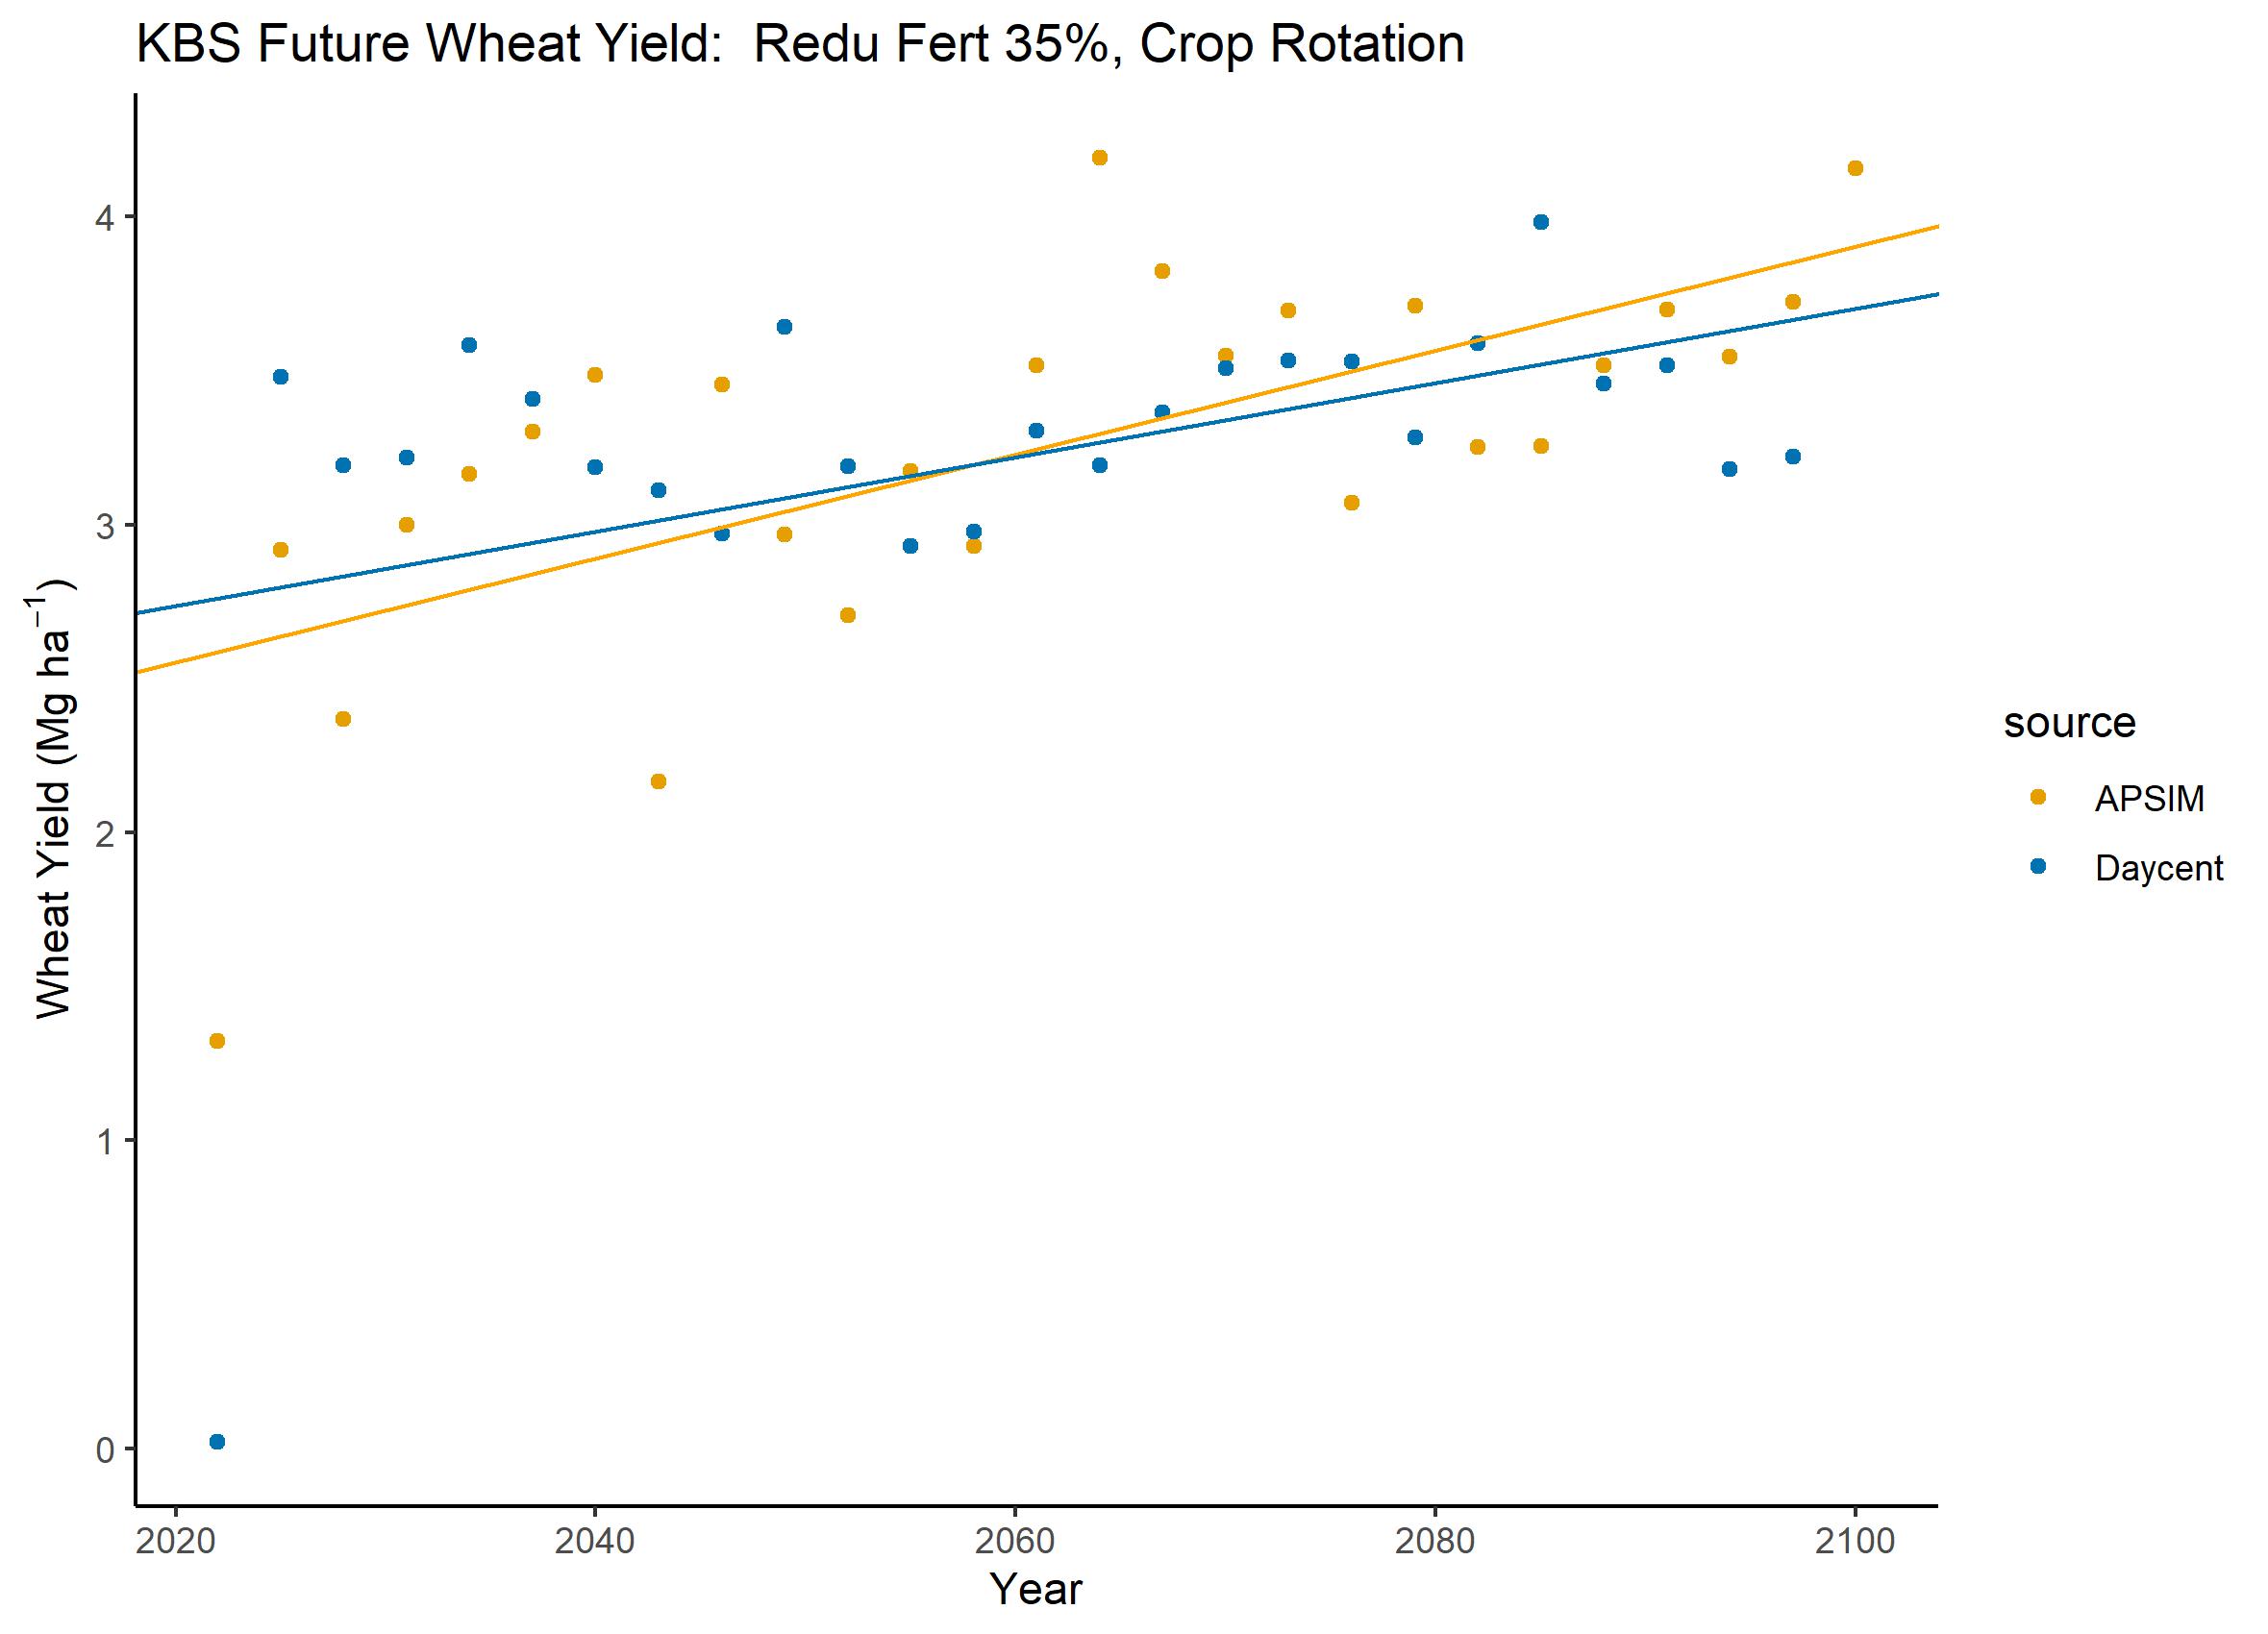 KBS Future Wheat Yield:  Redu Fert 35%, Crop Rotation
Wheat Yield (Mg ha⁻¹)
4
3
2
1
0
2020 2040 2060 2080 2100
Year
source
APSIM
Daycent